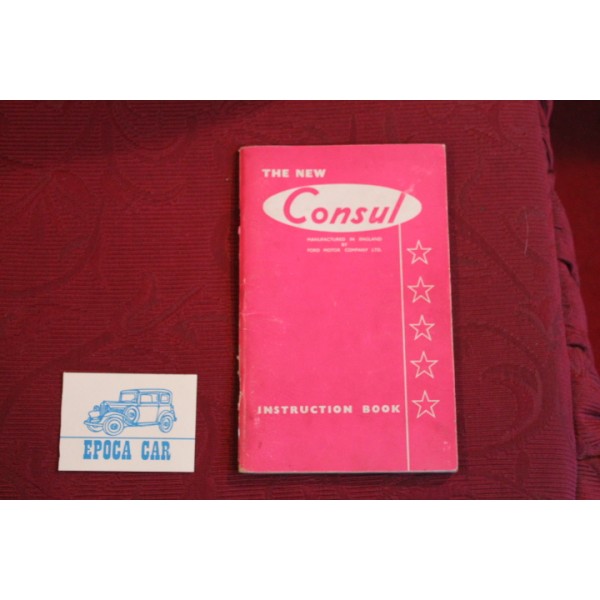 THE NEW
Consul
MANUFACTURED IN ENGLAND
BY
FORD MOTOR COMPANY LTD.
INSTRUCTION BOOK
EPOCA CAR